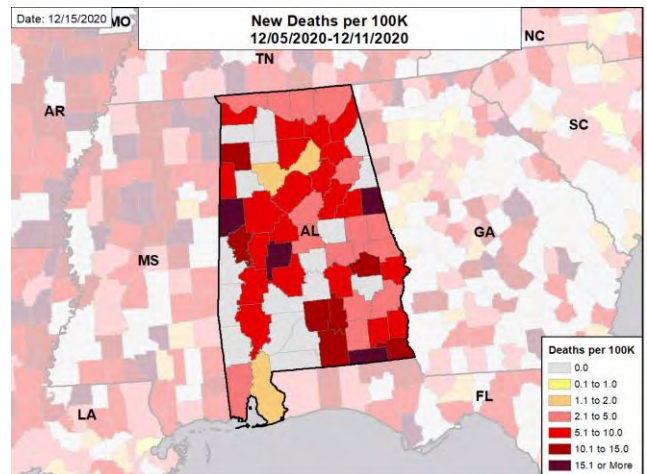 Date: 12/15/2020
MO
New Deaths per 100K
12/05/2020-12/11/2020
NC
TN
AR
SC
AL
MS
GA
LA
FL
Deaths per 100K
0.0
0.1 to 1.0
1.1 to 2.0
2.1 to 5.0
5.1 to 10.0
10.1 to 15.0
15.1 or More